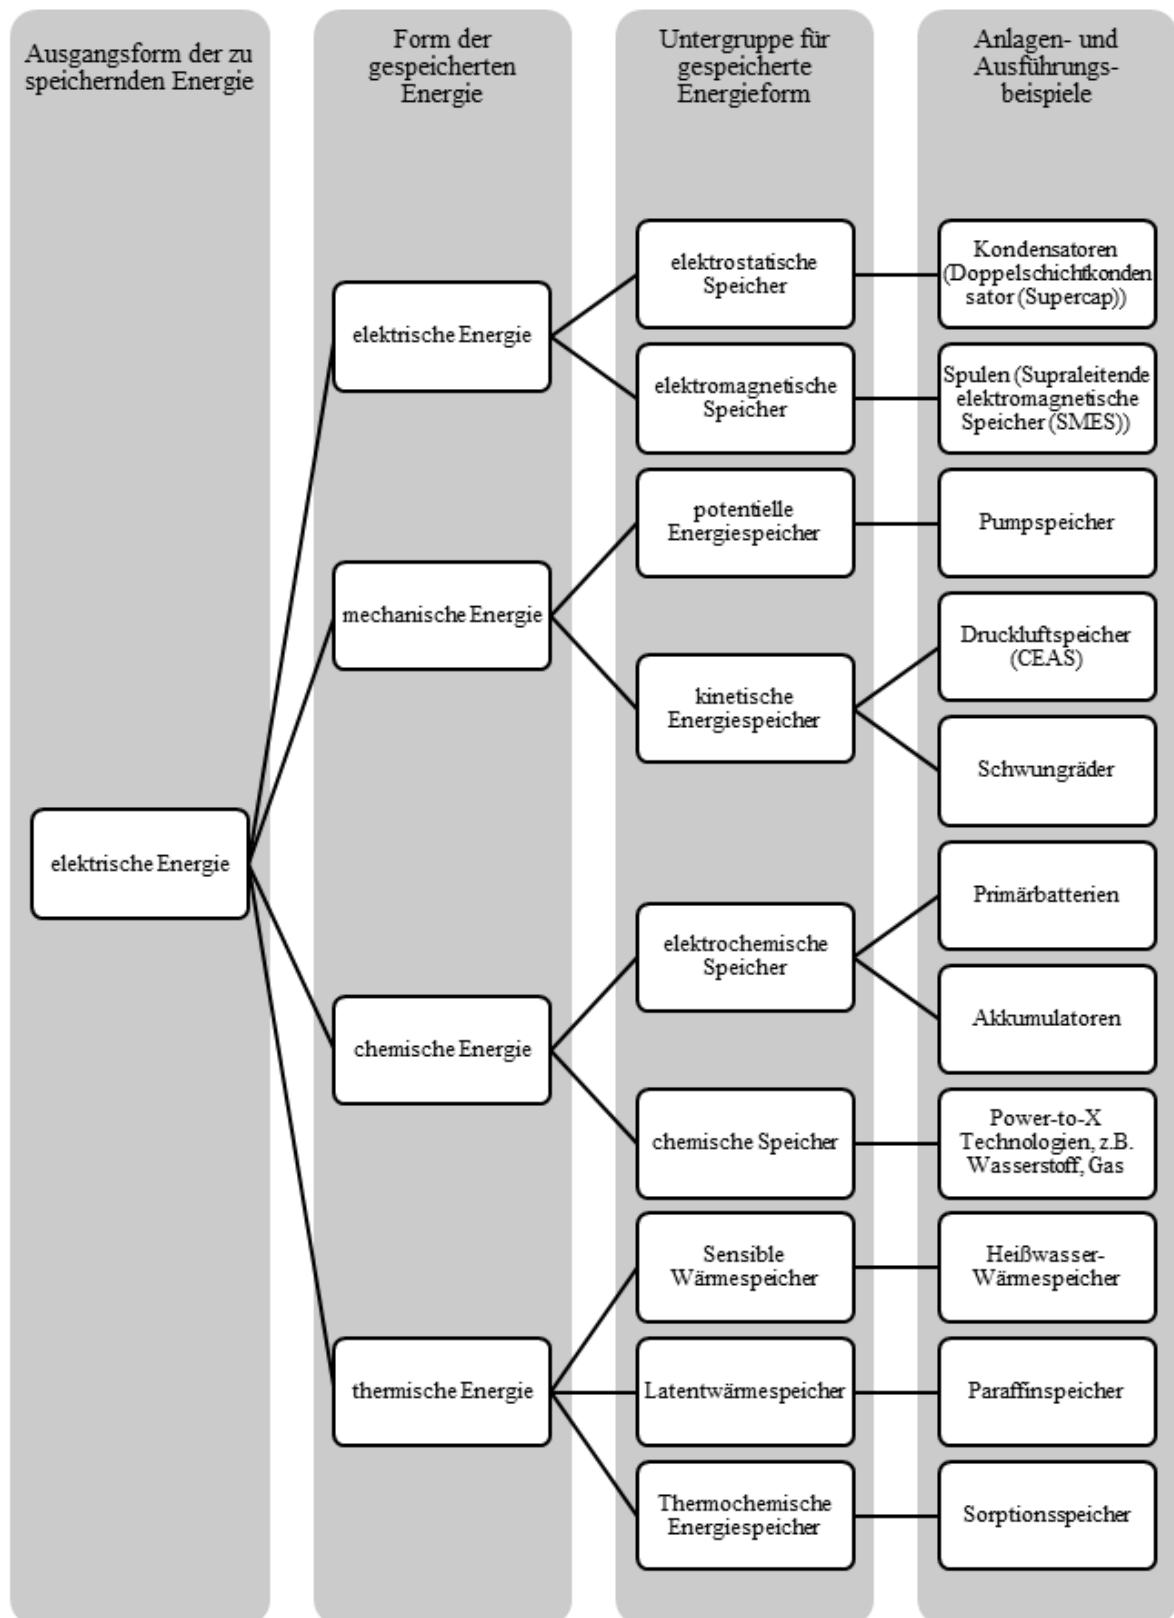 Ausgangsform der zu
speichernden Energie
Form der
gespeicherten
Energie
Untergruppe für
gespeicherte
Energieform
Anlagen- und
Ausführungs-
beispiele
elektrische Energie
elektrische Energie
mechanische Energie
chemische Energie
thermische Energie
elektrostatische
Speicher
elektromagnetische
Speicher
potentielle
Energiespeicher
kinetische
Energiespeicher
elektrochemische
Speicher
chemische Speicher
Sensible
Wärmespeicher
Latentwärmespeicher
Thermochemische
Energiespeicher
Kondensatoren
(Doppelschichtkonden
sator (Supercap))
Spulen (Supraleitende
elektromagnetische
Speicher (SMES))
Pumpspeicher
Druckluftspeicher
(CEAS)
Schwungräder
Primärbatterien
Akkumulatoren
Power-to-X
Technologien, z.B.
Wasserstoff, Gas
Heißwasser-
Wärmespeicher
Paraffinspeicher
Sorptionsspeicher